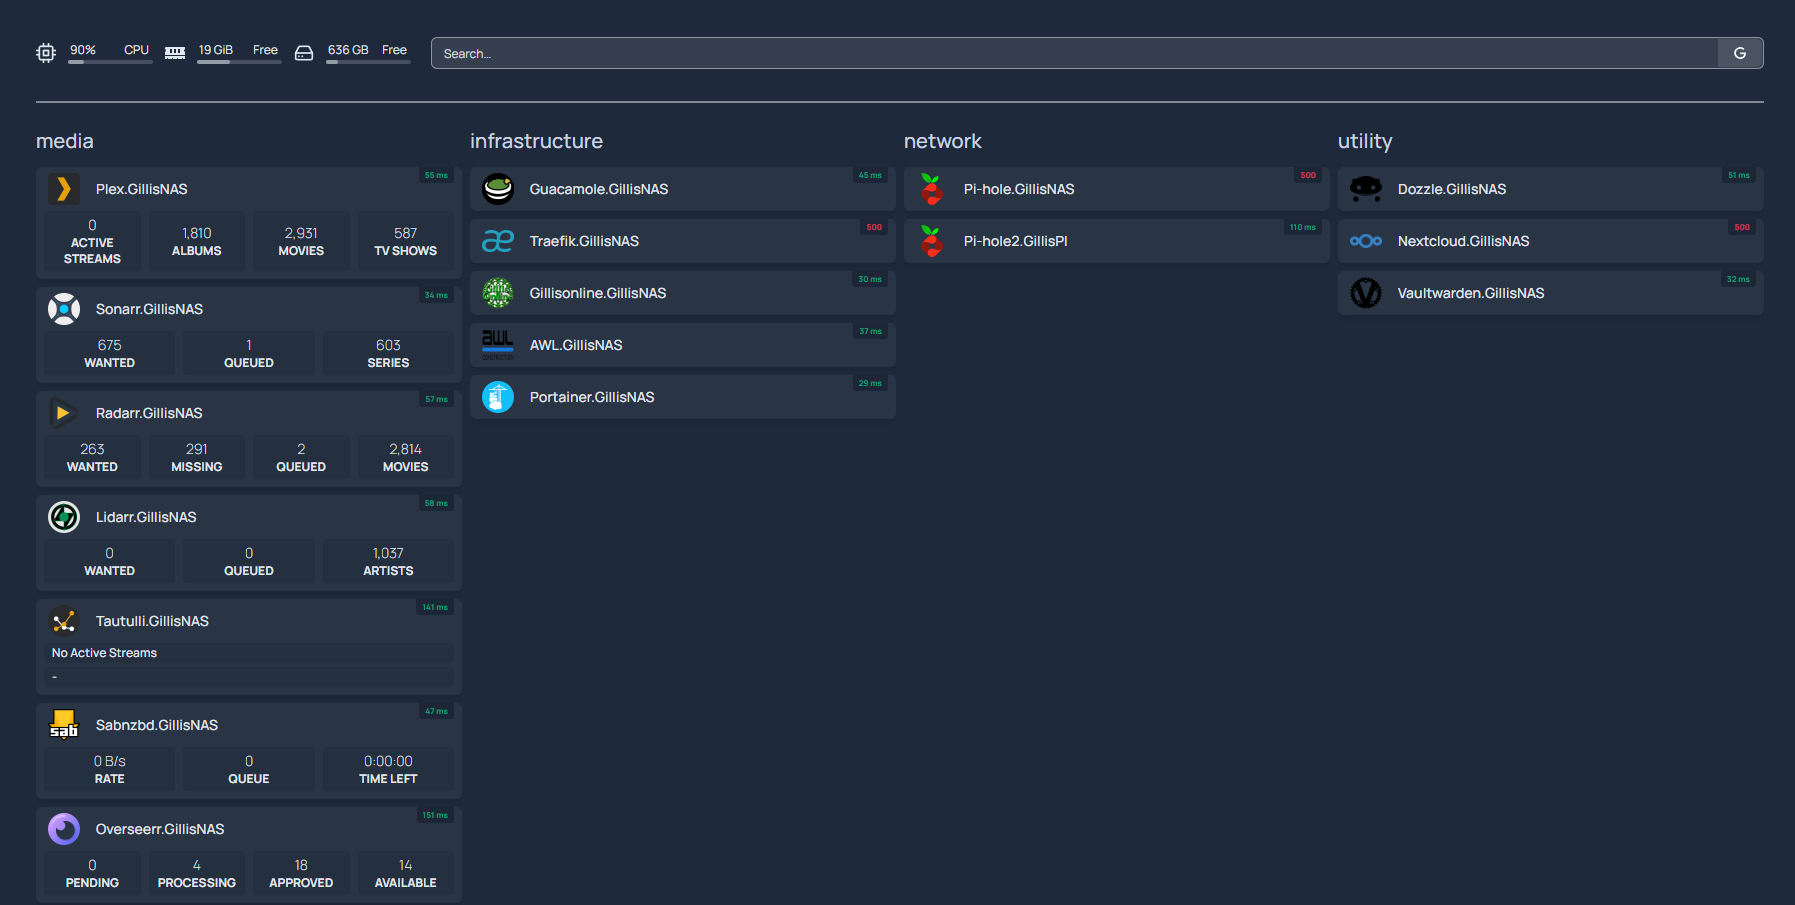 90% CPU
19 GiB Free
636 GB Free
Search...
G
media
Plex.GillisNAS
55 ms
0
ACTIVE
STREAMS
1,810
ALBUMS
2,931
MOVIES
587
TV SHOWS
Sonarr.GillisNAS
34 ms
675
WANTED
1
QUEUED
603
SERIES
Radarr.GillisNAS
57 ms
263
WANTED
291
MISSING
2
QUEUED
2,814
MOVIES
Lidarr.GillisNAS
58 ms
0
WANTED
0
QUEUED
1,037
ARTISTS
Tautulli.GillisNAS
141 ms
No Active Streams
-
sab
Sabnzbd.GillisNAS
47 ms
0 B/s
RATE
0
QUEUE
0:00:00
TIME LEFT
Overseerr.GillisNAS
151 ms
0
PENDING
4
PROCESSING
18
APPROVED
14
AVAILABLE
infrastructure
Guacamole.GillisNAS
45 ms
æ
Traefik.GillisNAS
500
Gillisonline.GillisNAS
30 ms
AWL
CONSTRUCTION
AWL.GillisNAS
37 ms
Portainer.GillisNAS
29 ms
network
Pi-hole.GillisNAS
500
Pi-hole2.GillisPI
110 ms
utility
Dozzle.GillisNAS
51 ms
Nextcloud.GillisNAS
500
V
Vaultwarden.GillisNAS
32 ms